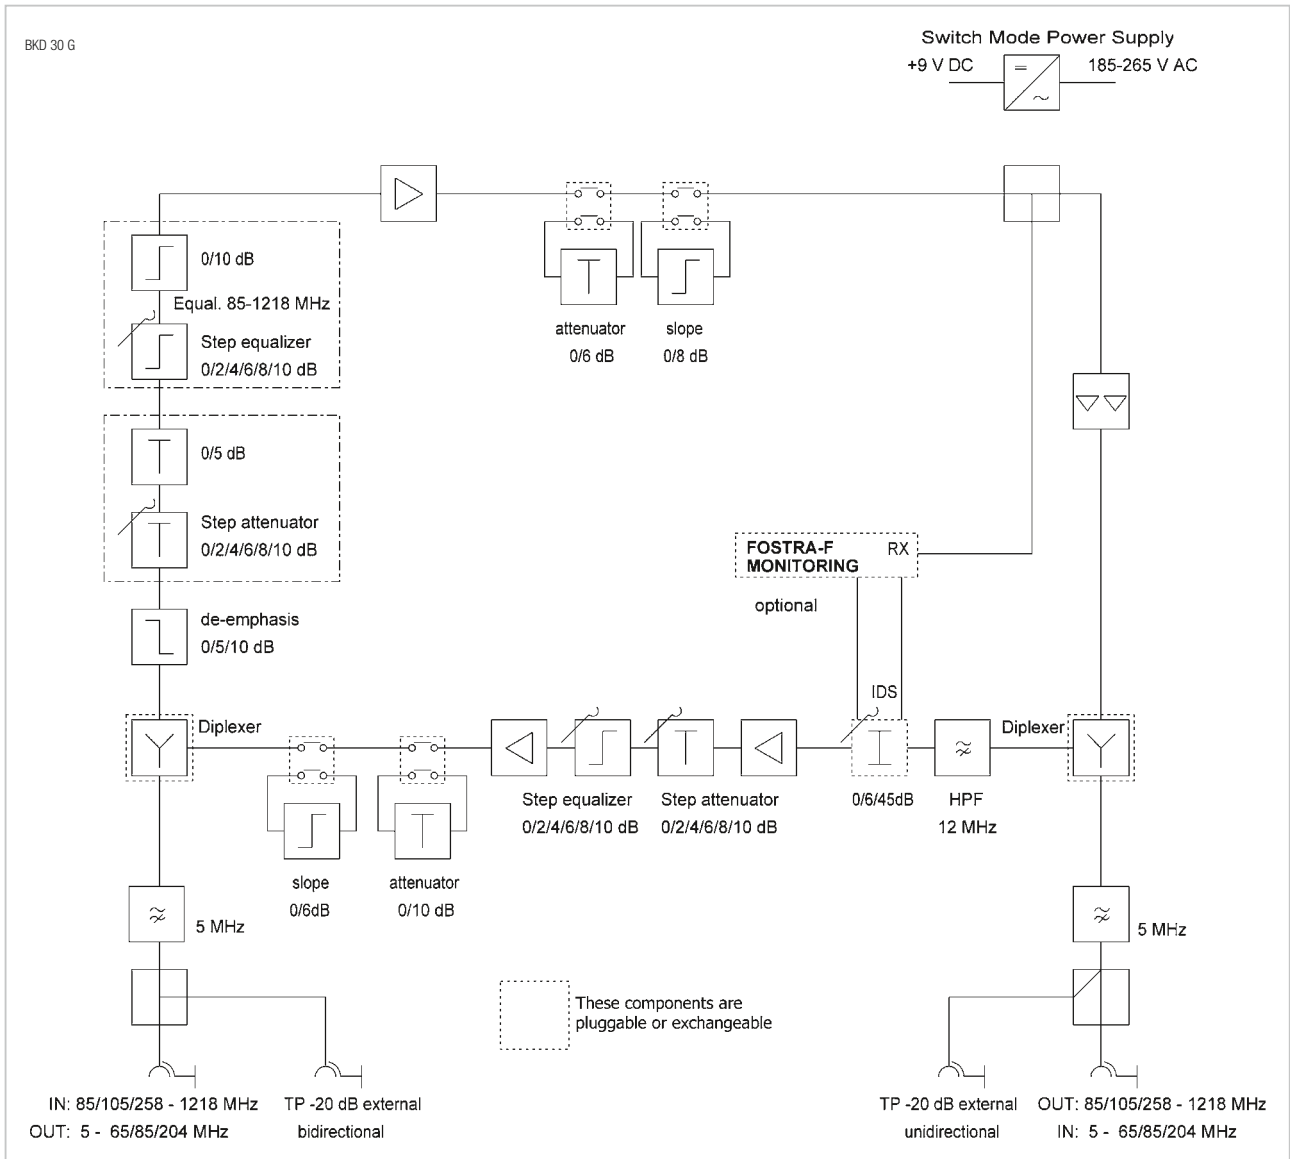 BKD 30 G
Switch Mode Power Supply
+9 V DC
185-265 V AC
0/10 dB
Equal. 85-1218 MHz
Step equalizer
0/2/4/6/8/10 dB
attenuator
0/6 dB
slope
0/8 dB
0/5 dB
Step attenuator
0/2/4/6/8/10 dB
FOSTRA-F
MONITORING
RX
optional
de-emphasis
0/5/10 dB
IDS
Diplexer
Diplexer
Step equalizer
0/2/4/6/8/10 dB
Step attenuator
0/2/4/6/8/10 dB
0/6/45dB
HPF
12 MHz
slope
0/6dB
attenuator
0/10 dB
5 MHz
5 MHz
These components are
pluggable or exchangeable
IN: 85/105/258 - 1218 MHz
OUT: 5 - 65/85/204 MHz
TP -20 dB external
bidirectional
TP -20 dB external
unidirectional
OUT: 85/105/258 - 1218 MHz
IN: 5 - 65/85/204 MHz